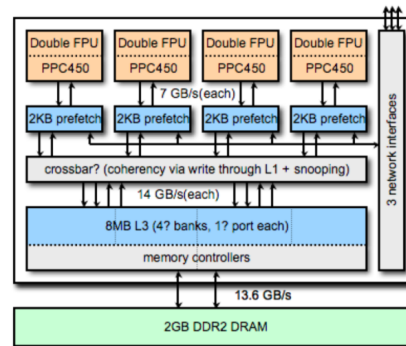 Double FPU Double FPU Double FPU Double FPU
PPC450 PPC450 PPC450 PPC450
7 GB/s(each)
2KB prefetch 2KB prefetch 2KB prefetch 2KB prefetch
crossbar? (coherency via write through L1 + snooping)
14 GB/s(each)
8MB L3 (4? banks, 1? port each)
memory controllers
3 network interfaces
13.6 GB/s
2GB DDR2 DRAM